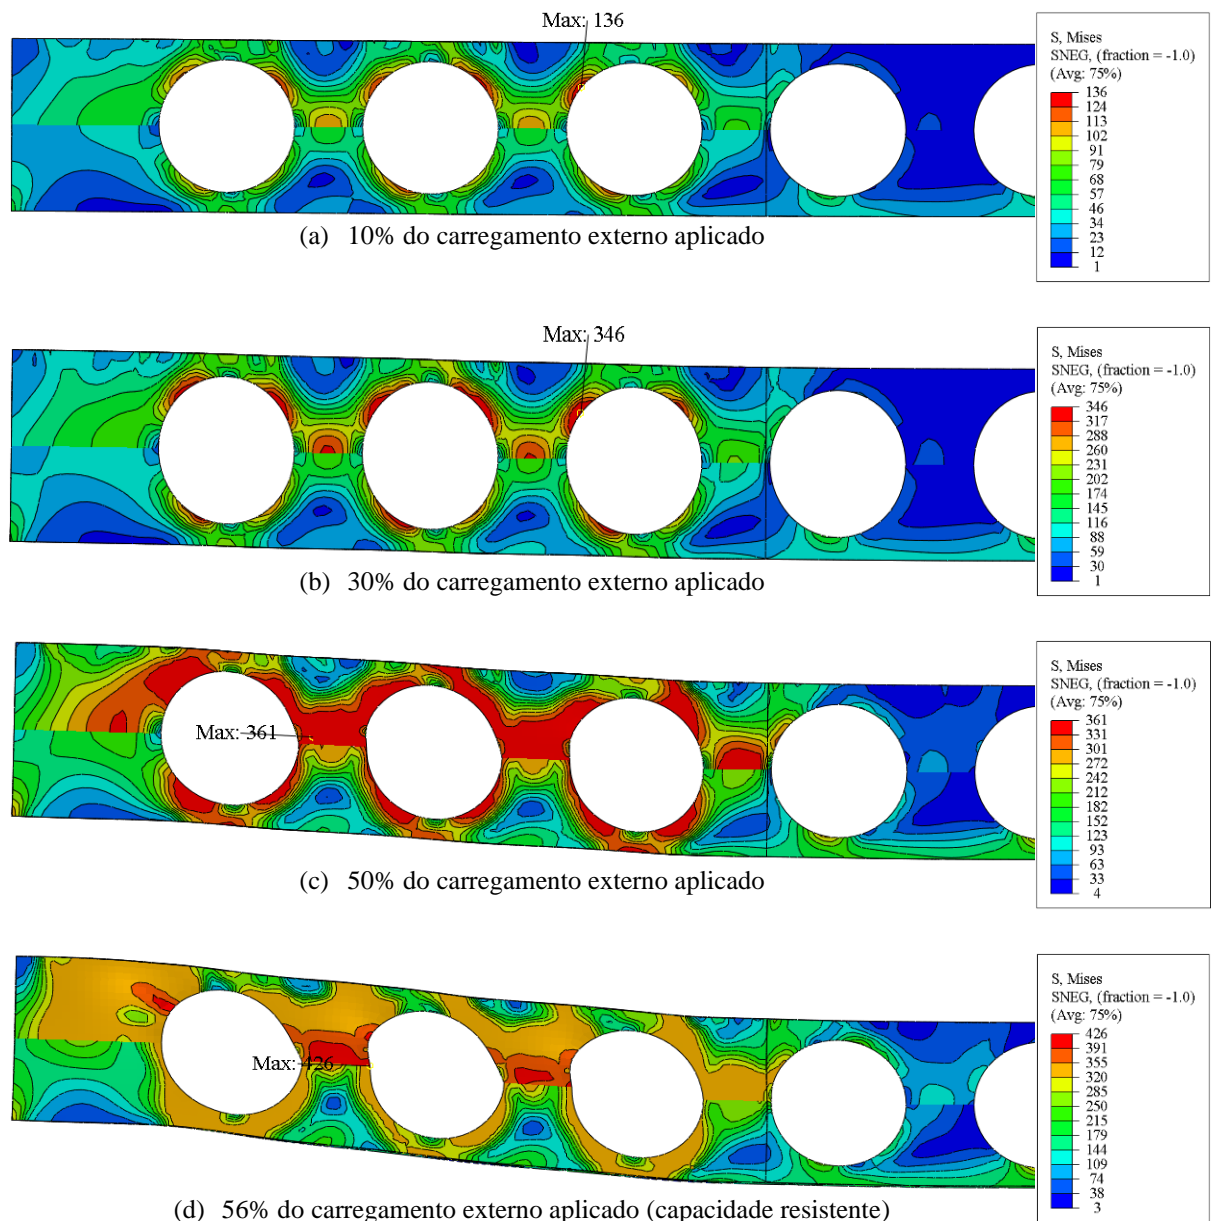 Max: 136
S, Mises
SNEG, (fraction = -1.0)
(Avg: 75%)
136
124
113
102
91
79
68
57
46
34
23
12
1
(a) 10% do carregamento externo aplicado
Max: 346
S, Mises
SNEG, (fraction = -1.0)
(Avg: 75%)
346
317
288
260
231
202
174
145
116
88
59
30
1
(b) 30% do carregamento externo aplicado
Max: 361
S, Mises
SNEG, (fraction = -1.0)
(Avg: 75%)
361
331
301
272
242
212
182
152
123
93
63
33
4
(c) 50% do carregamento externo aplicado
Max: 426
S, Mises
SNEG, (fraction = -1.0)
(Avg: 75%)
426
391
355
320
285
250
215
179
144
109
74
38
3
(d) 56% do carregamento externo aplicado (capacidade resistente)